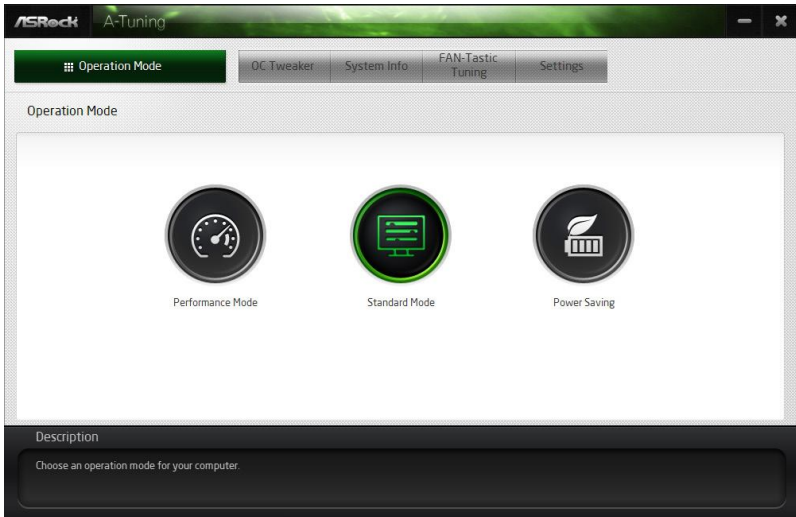 ASRock A-Tuning
Operation Mode OC Tweaker System Info FAN-Tastic Tuning Settings
Operation Mode
Performance Mode Standard Mode Power Saving
Description
Choose an operation mode for your computer.